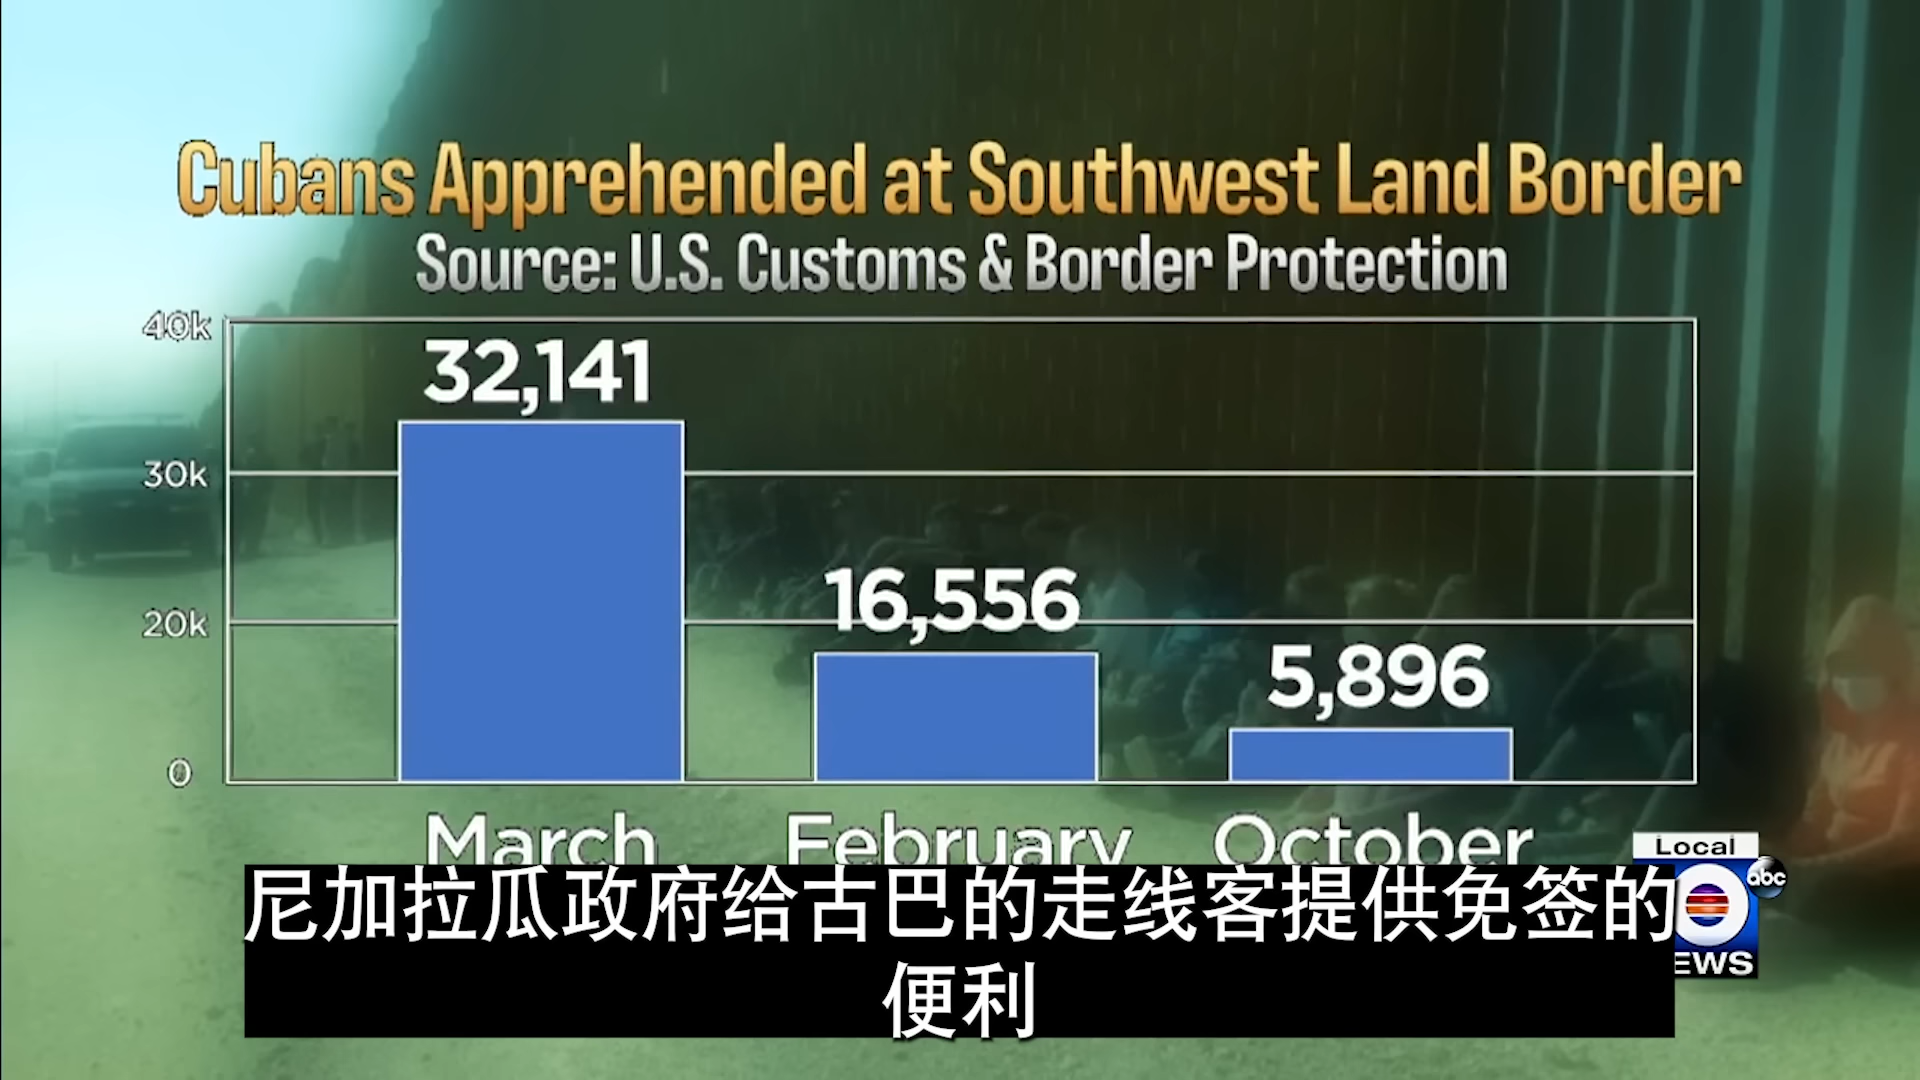 Cubans Apprehended at Southwest Land Border
Source: U.S. Customs & Border Protection
40k
32,141
30k
16,556
20k
5,896
0
March February October
Local
abc
尼加拉瓜政府给古巴的走线客提供免签的
EWS
便利